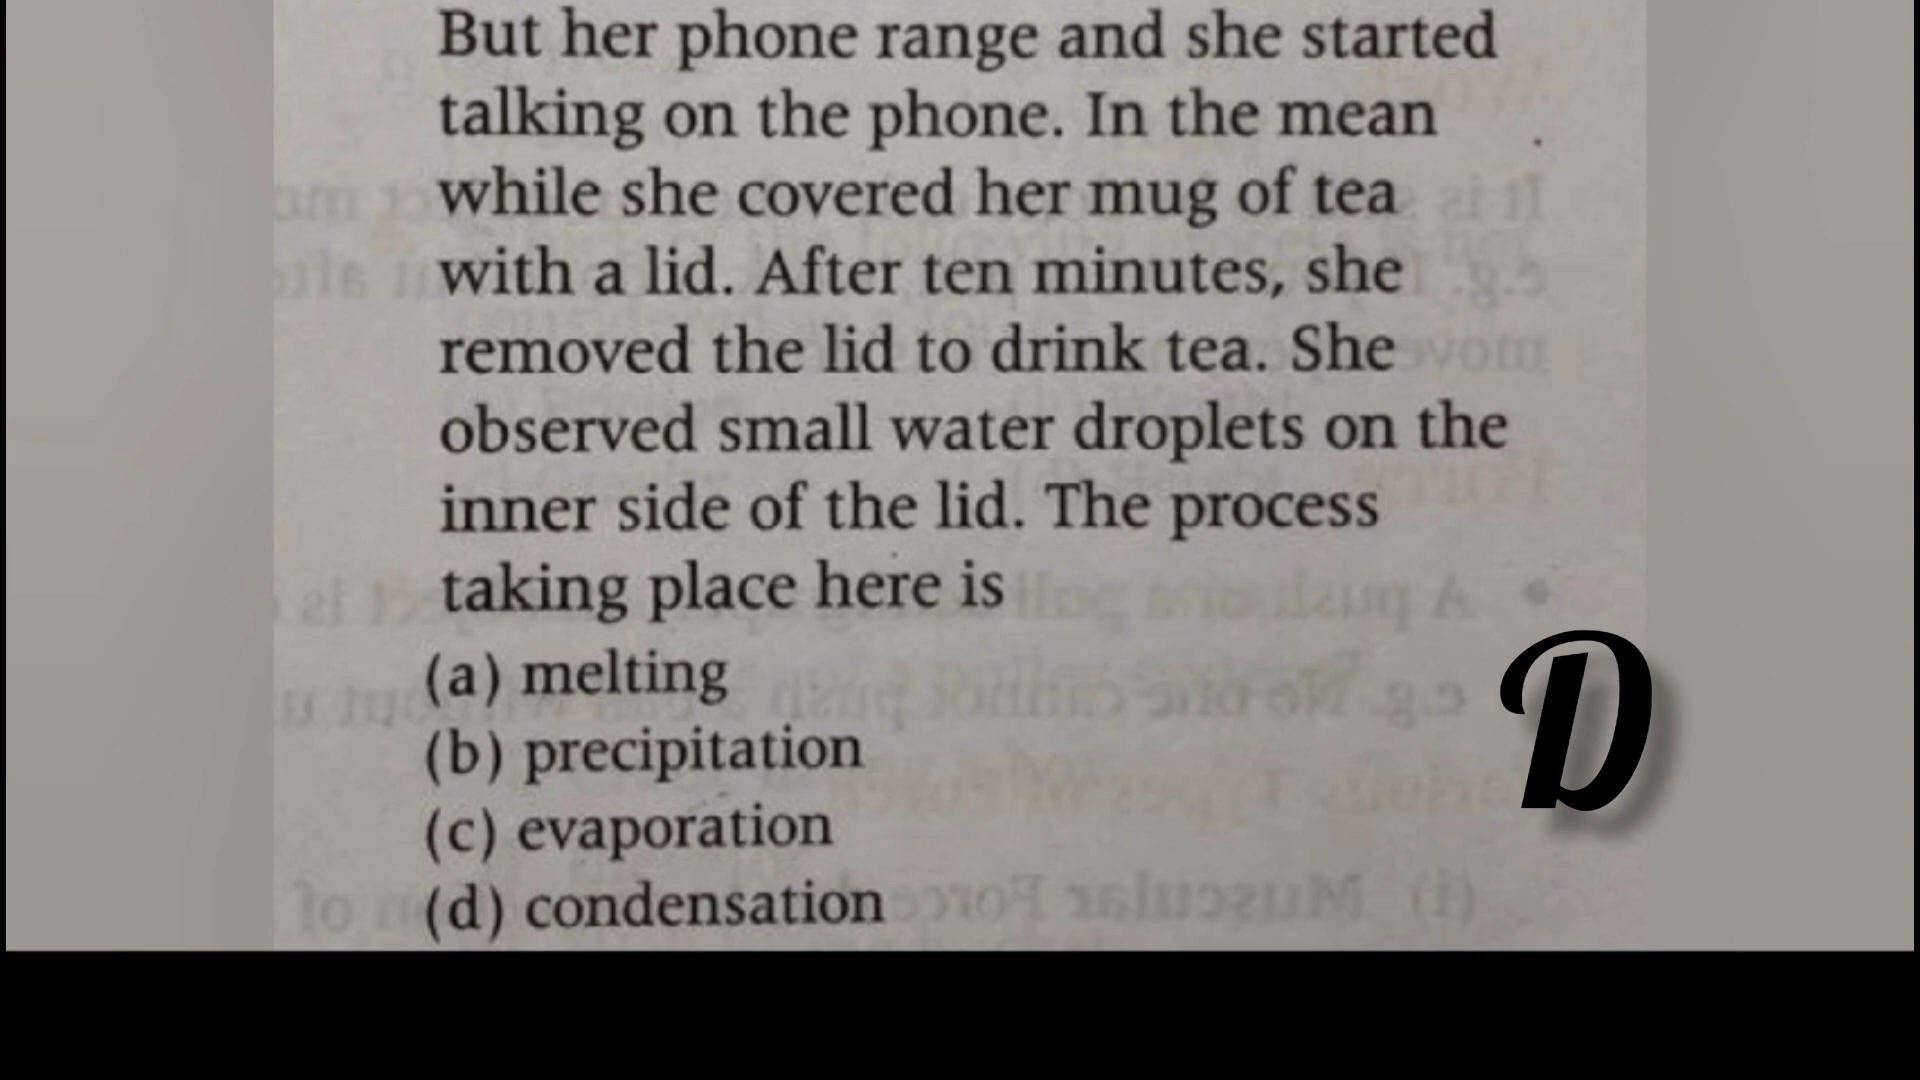 But her phone range and she started
talking on the phone. In the mean
while she covered her mug of tea
with a lid. After ten minutes, she
removed the lid to drink tea. She
observed small water droplets on the
inner side of the lid. The process
taking place here is
(a) melting
(b) precipitation
(c) evaporation
(d) condensation
D